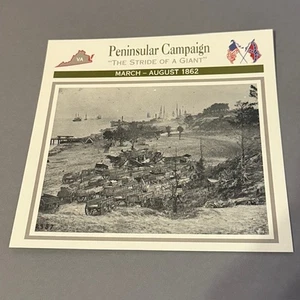 VA
Peninsular Campaign
"THE STRIDE OF A GIANT"
MARCH – AUGUST 1862